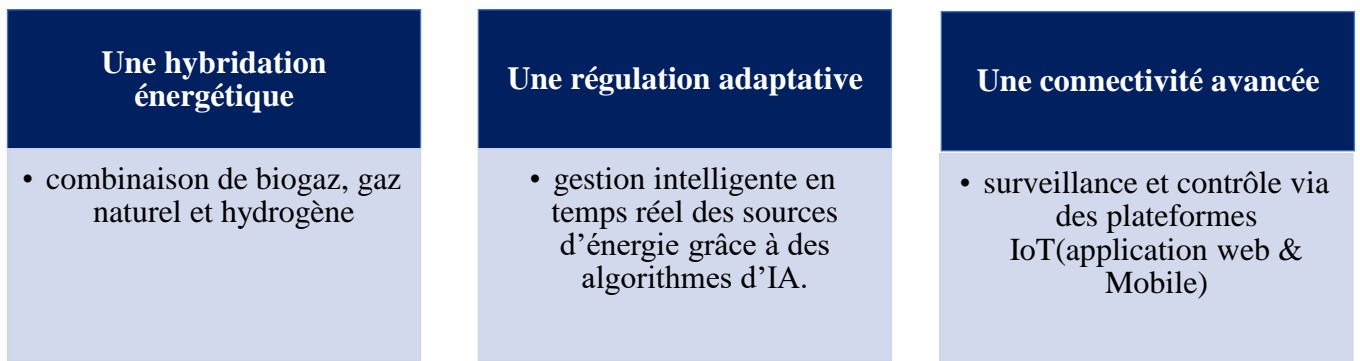 Une hybridation
énergétique
• combinaison de biogaz, gaz
naturel et hydrogène
Une régulation adaptative
• gestion intelligente en
temps réel des sources
d’énergie grâce à des
algorithmes d’IA.
Une connectivité avancée
• surveillance et contrôle via
des plateformes
IoT(application web &
Mobile)